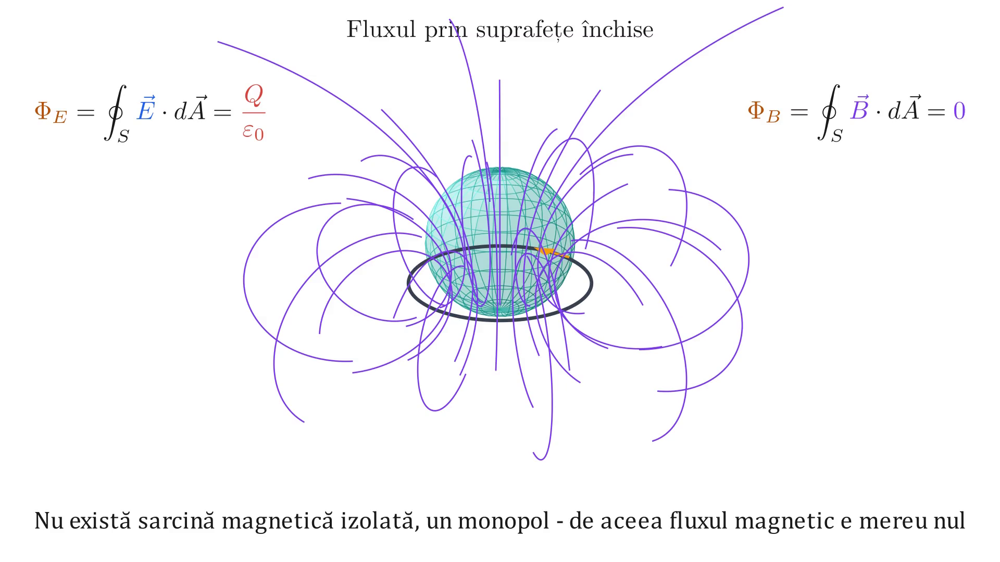 Fluxul prin suprafețe închise
Φ_E = ∮_S E⃗ · dA⃗ = Q/ε₀
Φ_B = ∮_S B⃗ · dA⃗ = 0
Nu există sarcină magnetică izolată, un monopol - de aceea fluxul magnetic e mereu nul